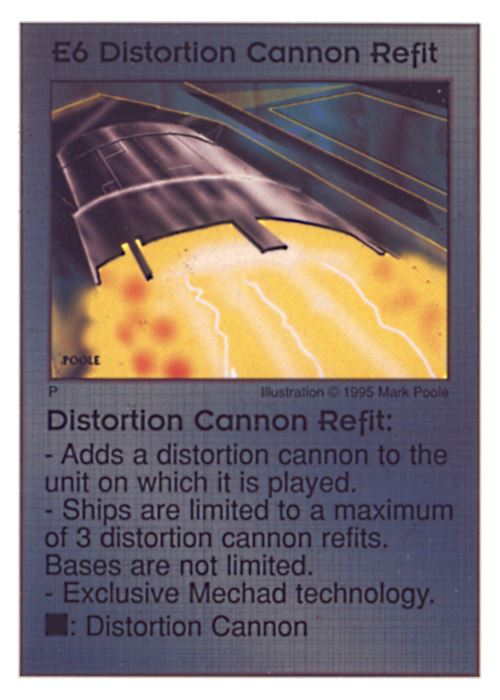 E6 Distortion Cannon Refit
POOLE
P
Illustration © 1995 Mark Poole
Distortion Cannon Refit:
- Adds a distortion cannon to the
unit on which it is played.
- Ships are limited to a maximum
of 3 distortion cannon refits.
Bases are not limited.
- Exclusive Mechad technology.
■: Distortion Cannon